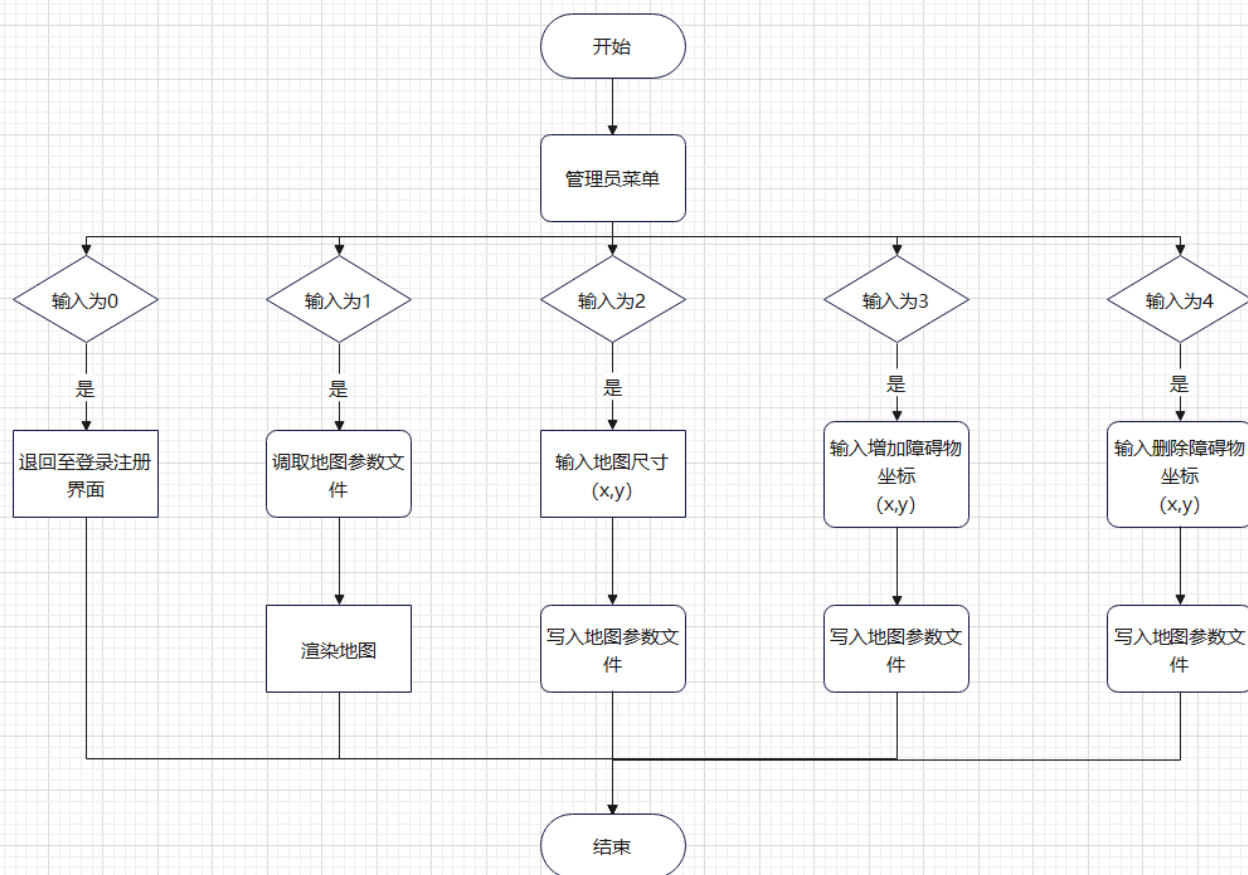 开始
管理员菜单
输入为0
输入为1
输入为2
输入为3
输入为4
是
是
是
是
是
退回至登录注册
界面
调取地图参数文
件
输入地图尺寸
(x,y)
输入增加障碍物
坐标
(x,y)
输入删除障碍物
坐标
(x,y)
渲染地图
写入地图参数文
件
写入地图参数文
件
写入地图参数文
件
结束